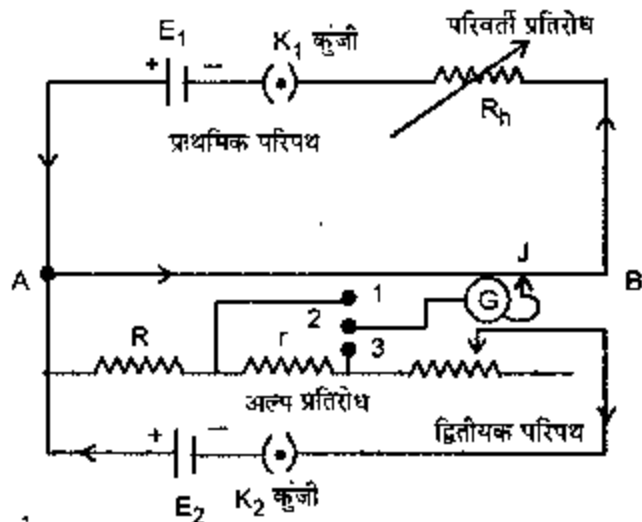 E₁
K₁ कुंजी
परिवर्ती प्रतिरोध
+ −
Rₕ
प्राथमिक परिपथ
J
A
B
1
G
2
R
r
3
अल्प प्रतिरोध
द्वितीयक परिपथ
+ −
E₂
K₂ कुंजी
1